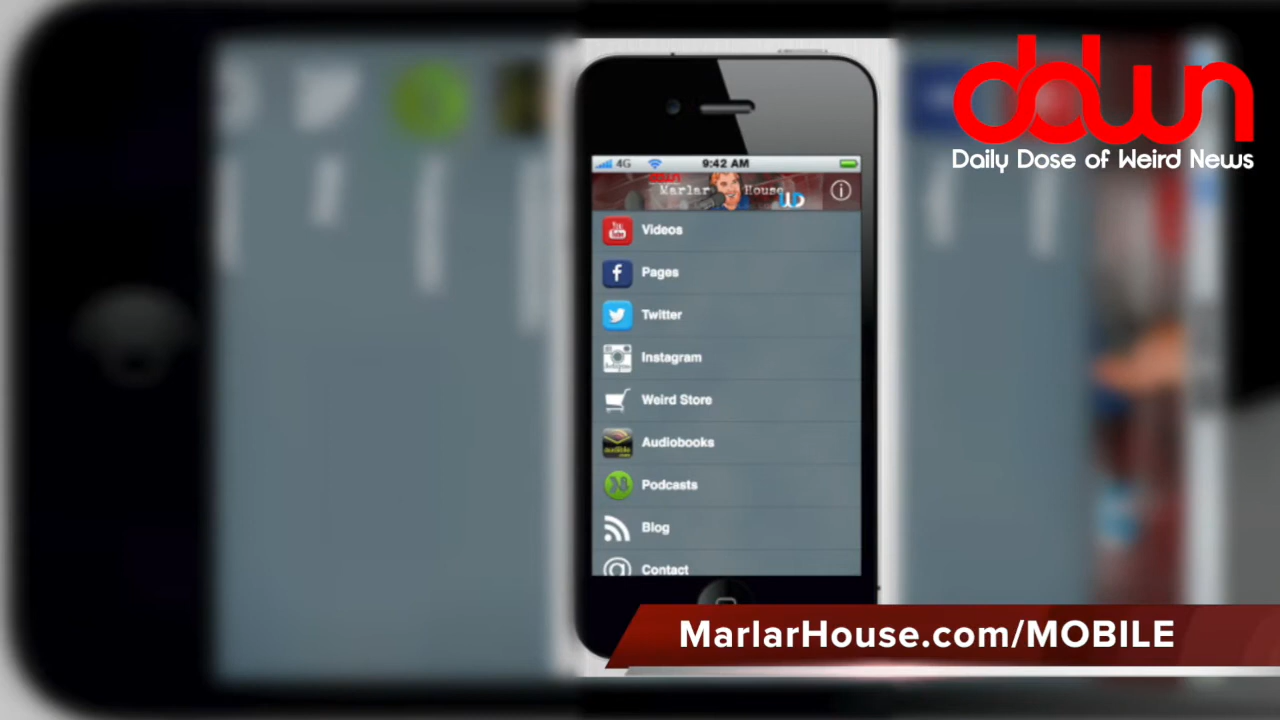 ddwn
Daily Dose of Weird News
4G 9:42 AM
Marlar House
Videos
Pages
Twitter
Instagram
Weird Store
Audiobooks
Podcasts
Blog
Contact
MarlarHouse.com/MOBILE